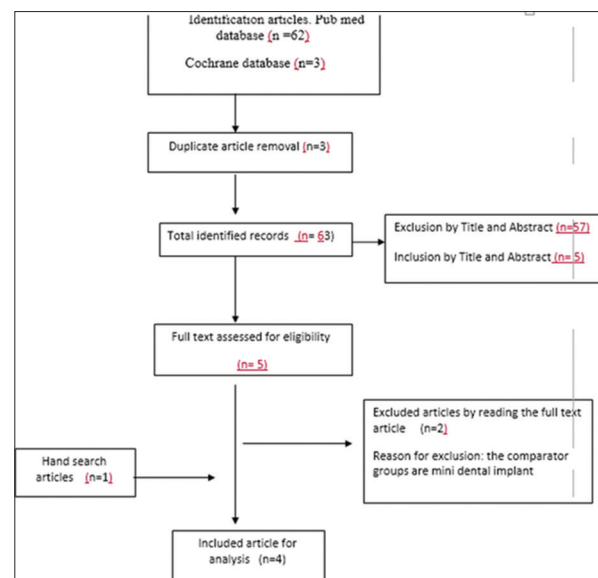 Identification articles. Pub med
database (n =62)
Cochrane database (n=3)
Duplicate article removal (n=3)
Total identified records (n= 63)
Exclusion by Title and Abstract (n=57)
Inclusion by Title and Abstract (n= 5)
Full text assessed for eligibility
(n= 5)
Excluded articles by reading the full text
article (n=2)
Reason for exclusion: the comparator
groups are mini dental implant
Hand search
articles (n=1)
Included article for
analysis (n=4)